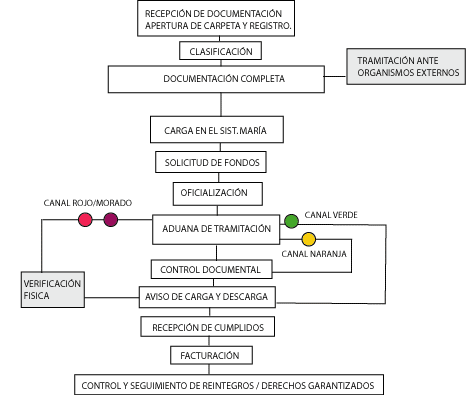 RECEPCIÓN DE DOCUMENTACIÓN
APERTURA DE CARPETA Y REGISTRO.
CLASIFICACIÓN
TRAMITACIÓN ANTE
ORGANISMOS EXTERNOS
DOCUMENTACIÓN COMPLETA
CARGA EN EL SIST. MARÍA
SOLICITUD DE FONDOS
OFICIALIZACIÓN
CANAL ROJO/MORADO
CANAL VERDE
ADUANA DE TRAMITACIÓN
CANAL NARANJA
CONTROL DOCUMENTAL
VERIFICACIÓN
FISICA
AVISO DE CARGA Y DESCARGA
RECEPCIÓN DE CUMPLIDOS
FACTURACIÓN
CONTROL Y SEGUIMIENTO DE REINTEGROS / DERECHOS GARANTIZADOS